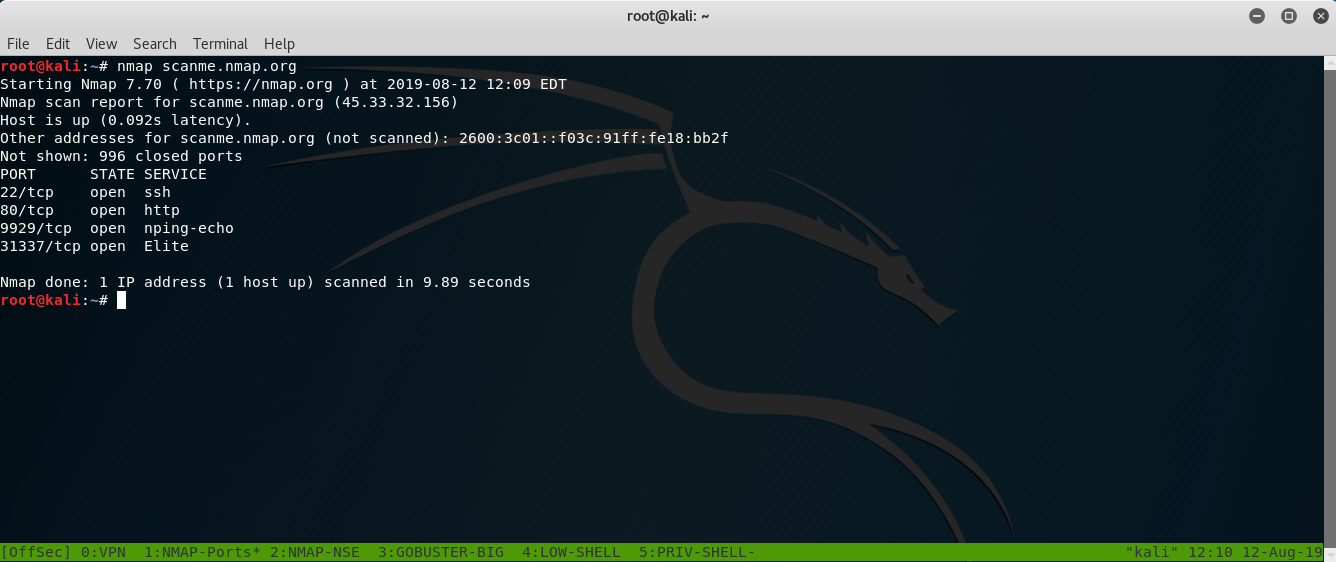 root@kali: ~
File Edit View Search Terminal Help
root@kali:~# nmap scanme.nmap.org
Starting Nmap 7.70 ( https://nmap.org ) at 2019-08-12 12:09 EDT
Nmap scan report for scanme.nmap.org (45.33.32.156)
Host is up (0.092s latency).
Other addresses for scanme.nmap.org (not scanned): 2600:3c01::f03c:91ff:fe18:bb2f
Not shown: 996 closed ports
PORT      STATE SERVICE
22/tcp    open  ssh
80/tcp    open  http
9929/tcp  open  nping-echo
31337/tcp open  Elite
Nmap done: 1 IP address (1 host up) scanned in 9.89 seconds
root@kali:~#
[OffSec] 0:VPN  1:NMAP-Ports* 2:NMAP-NSE  3:GOBUSTER-BIG  4:LOW-SHELL  5:PRIV-SHELL- "kali" 12:10 12-Aug-19